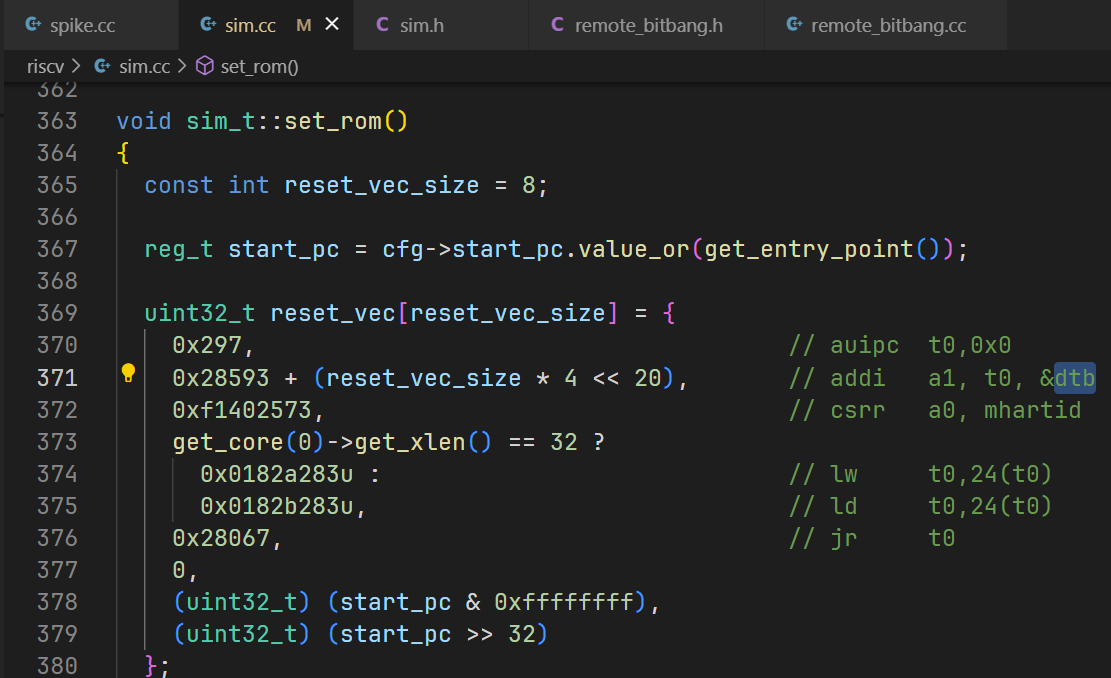 spike.cc sim.cc M sim.h remote_bitbang.h remote_bitbang.cc
riscv > sim.cc > set_rom()
362
363 void sim_t::set_rom()
364 {
365 const int reset_vec_size = 8;
366
367 reg_t start_pc = cfg->start_pc.value_or(get_entry_point());
368
369 uint32_t reset_vec[reset_vec_size] = {
370 0x297, // auipc t0,0x0
371 0x28593 + (reset_vec_size * 4 << 20), // addi a1, t0, &dtb
372 0xf1402573, // csrr a0, mhartid
373 get_core(0)->get_xlen() == 32 ?
374 0x0182a283u : // lw t0,24(t0)
375 0x0182b283u, // ld t0,24(t0)
376 0x28067, // jr t0
377 0,
378 (uint32_t) (start_pc & 0xffffffff),
379 (uint32_t) (start_pc >> 32)
380 };